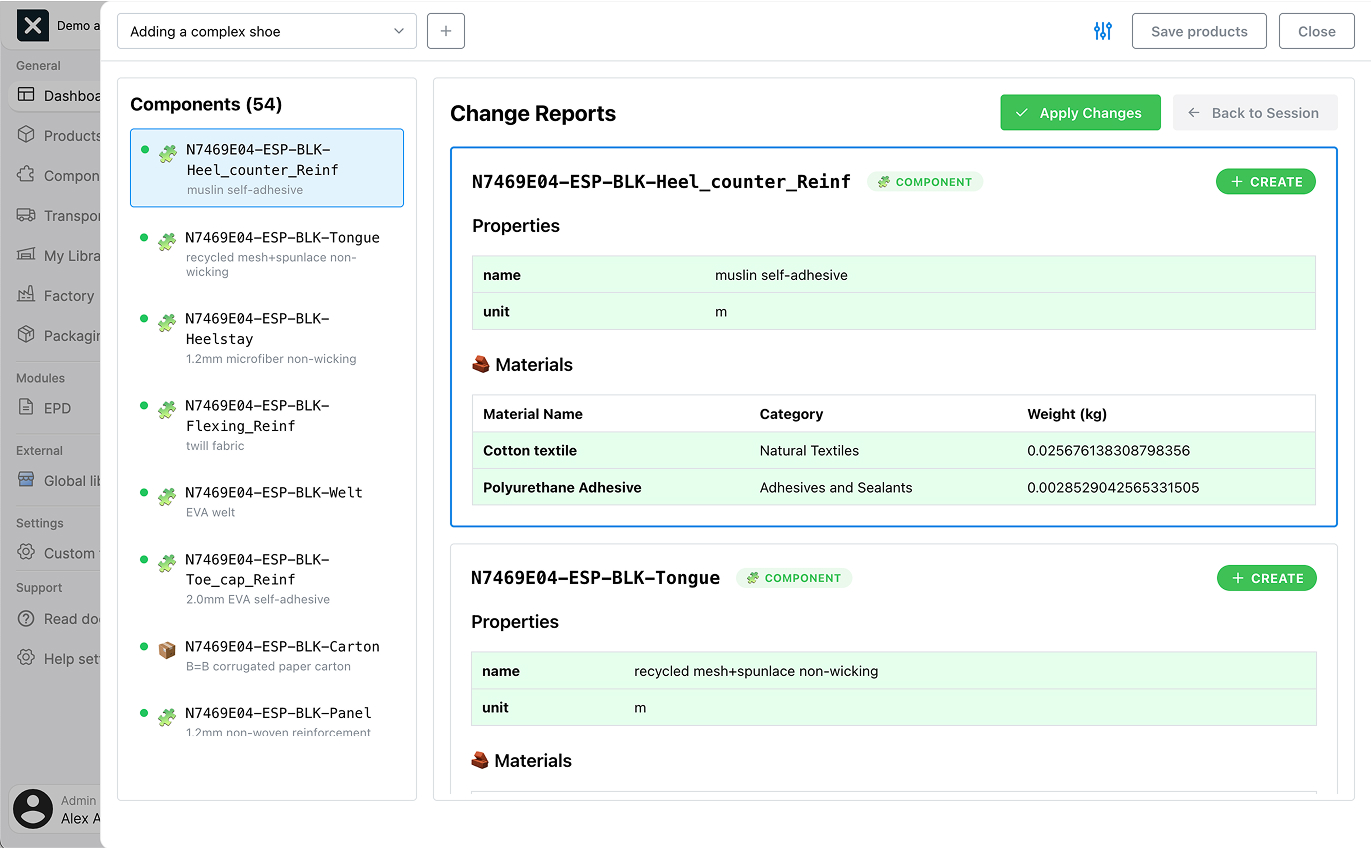 Demo a
Adding a complex shoe
Save products
Close
General
Dashboa
Products
Compon
Transpor
My Libra
Factory
Packagin
Modules
EPD
External
Global lib
Settings
Custom
Support
Read doc
Help set
Admin
Alex A
Components (54)
N7469E04-ESP-BLK-
Heel_counter_Reinf
muslin self-adhesive
N7469E04-ESP-BLK-Tongue
recycled mesh+spunlace non-
wicking
N7469E04-ESP-BLK-
Heelstay
1.2mm microfiber non-wicking
N7469E04-ESP-BLK-
Flexing_Reinf
twill fabric
N7469E04-ESP-BLK-Welt
EVA welt
N7469E04-ESP-BLK-
Toe_cap_Reinf
2.0mm EVA self-adhesive
N7469E04-ESP-BLK-Carton
B=B corrugated paper carton
N7469E04-ESP-BLK-Panel
1.2mm non-woven reinforcement
Change Reports
Apply Changes
Back to Session
N7469E04-ESP-BLK-Heel_counter_Reinf COMPONENT
CREATE
Properties
name muslin self-adhesive
unit m
Materials
Material Name Category Weight (kg)
Cotton textile Natural Textiles 0.025676138308798356
Polyurethane Adhesive Adhesives and Sealants 0.0028529042565331505
N7469E04-ESP-BLK-Tongue COMPONENT
CREATE
Properties
name recycled mesh+spunlace non-wicking
unit m
Materials